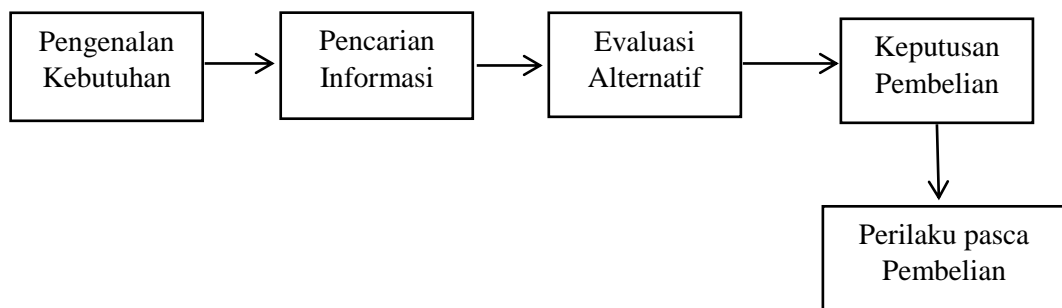 Pengenalan
Kebutuhan
Pencarian
Informasi
Evaluasi
Alternatif
Keputusan
Pembelian
Perilaku pasca
Pembelian